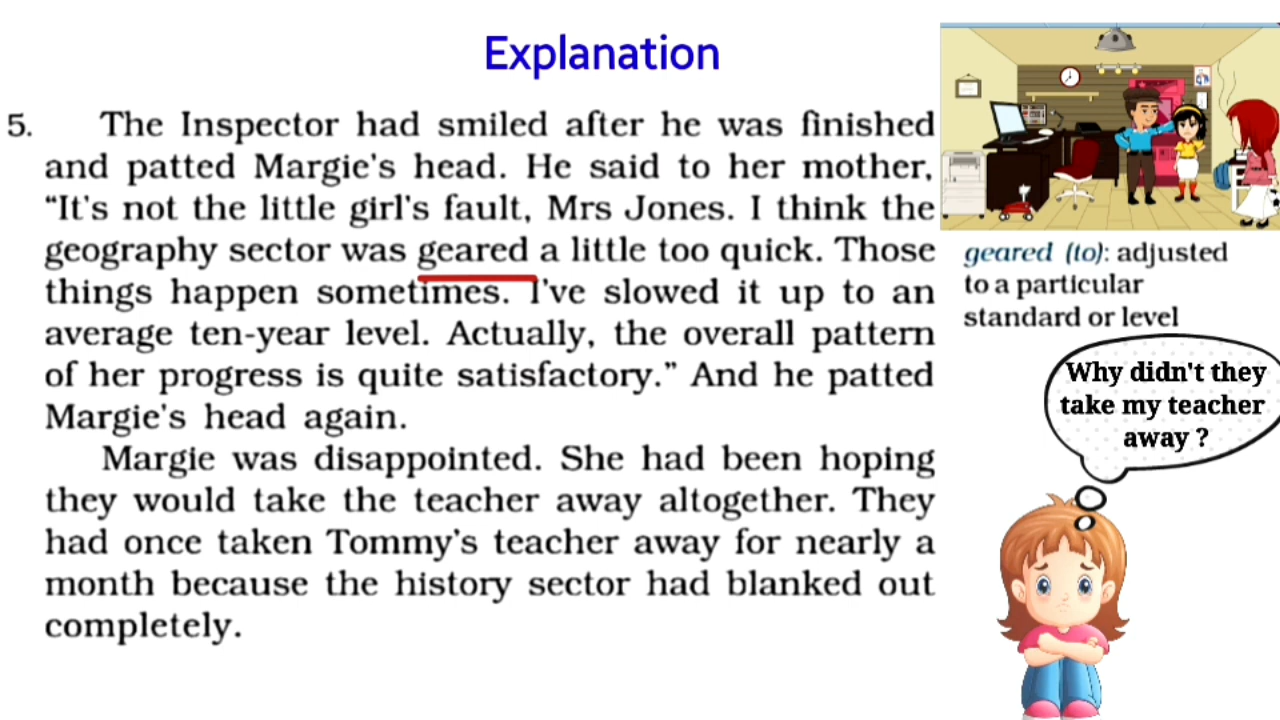 Explanation
5. The Inspector had smiled after he was finished
and patted Margie's head. He said to her mother,
“It's not the little girl's fault, Mrs Jones. I think the
geography sector was geared a little too quick. Those
things happen sometimes. I've slowed it up to an
average ten-year level. Actually, the overall pattern
of her progress is quite satisfactory.” And he patted
Margie's head again.
Margie was disappointed. She had been hoping
they would take the teacher away altogether. They
had once taken Tommy's teacher away for nearly a
month because the history sector had blanked out
completely.
geared (to): adjusted
to a particular
standard or level
Why didn't they
take my teacher
away ?